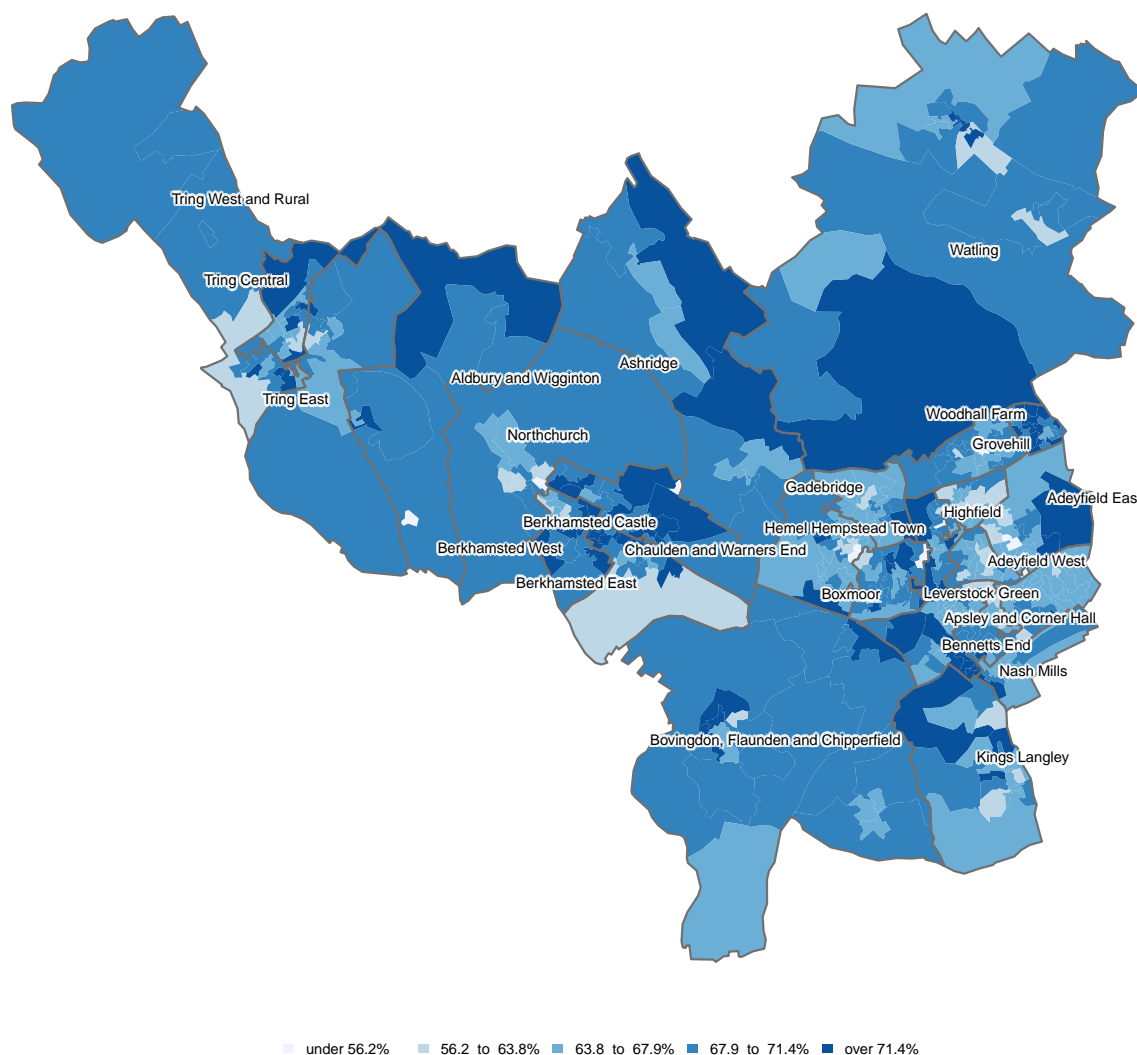 Tring West and Rural
Watling
Tring Central
Ashridge
Aldbury and Wigginton
Tring East
Woodhall Farm
Northchurch
Grovehill
Gadebridge
Adeyfield Eas
Highfield
Berkhamsted Castle
Hemel Hempstead Town
Berkhamsted West
Chaulden and Warners End
Adeyfield West
Berkhamsted East
Boxmoor
Leverstock Green
Apsley and Corner Hall
Bennetts End
Nash Mills
Bovingdon, Flaunden and Chipperfield
Kings Langley
under 56.2% 56.2 to 63.8% 63.8 to 67.9% 67.9 to 71.4% over 71.4%